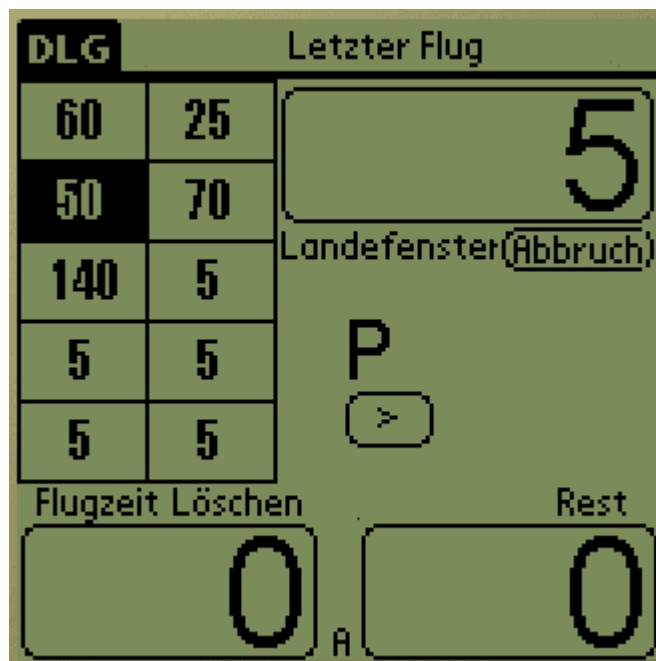 DLG Letzter Flug
60 25 5
50 70
Landefenster Abbruch
140 5
P
5 5
>
5 5
Flugzeit Löschen Rest
0 A 0